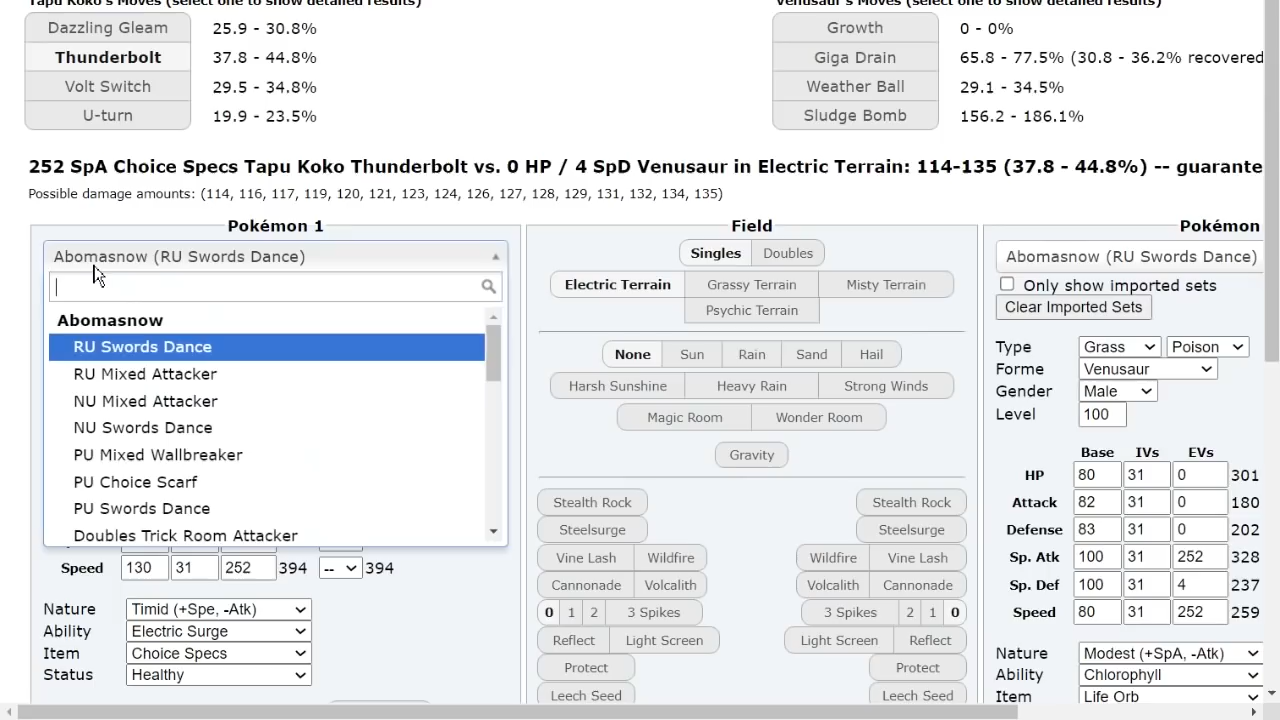 Tapu Koko's Moves (select one to show detailed results)
Venusaur's Moves (select one to show detailed results)
Dazzling Gleam 25.9 - 30.8%
Thunderbolt 37.8 - 44.8%
Volt Switch 29.5 - 34.8%
U-turn 19.9 - 23.5%
Growth 0 - 0%
Giga Drain 65.8 - 77.5% (30.8 - 36.2% recovered
Weather Ball 29.1 - 34.5%
Sludge Bomb 156.2 - 186.1%
252 SpA Choice Specs Tapu Koko Thunderbolt vs. 0 HP / 4 SpD Venusaur in Electric Terrain: 114-135 (37.8 - 44.8%) -- guarante
Possible damage amounts: (114, 116, 117, 119, 120, 121, 123, 124, 126, 127, 128, 129, 131, 132, 134, 135)
Pokémon 1
Abomasnow (RU Swords Dance)
Abomasnow
RU Swords Dance
RU Mixed Attacker
NU Mixed Attacker
NU Swords Dance
PU Mixed Wallbreaker
PU Choice Scarf
PU Swords Dance
Doubles Trick Room Attacker
Speed 130 31 252 394 -- 394
Nature Timid (+Spe, -Atk)
Ability Electric Surge
Item Choice Specs
Status Healthy
Field
Singles Doubles
Electric Terrain Grassy Terrain Misty Terrain
Psychic Terrain
None Sun Rain Sand Hail
Harsh Sunshine Heavy Rain Strong Winds
Magic Room Wonder Room
Gravity
Stealth Rock Stealth Rock
Steelsurge Steelsurge
Vine Lash Wildfire Wildfire Vine Lash
Cannonade Volcalith Volcalith Cannonade
0 1 2 3 Spikes 3 Spikes 2 1 0
Reflect Light Screen Light Screen Reflect
Protect Protect
Leech Seed Leech Seed
Pokémon
Abomasnow (RU Swords Dance)
Only show imported sets
Clear Imported Sets
Type Grass Poison
Forme Venusaur
Gender Male
Level 100
Base IVs EVs
HP 80 31 0 301
Attack 82 31 0 180
Defense 83 31 0 202
Sp. Atk 100 31 252 328
Sp. Def 100 31 4 237
Speed 80 31 252 259
Nature Modest (+SpA, -Atk)
Ability Chlorophyll
Item Life Orb